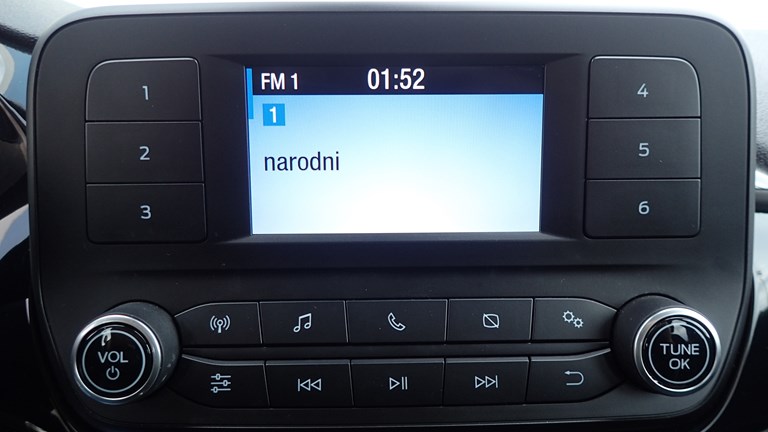 FM 1 01:52
1
narodni
1
2
3
4
5
6
VOL
TUNE
OK